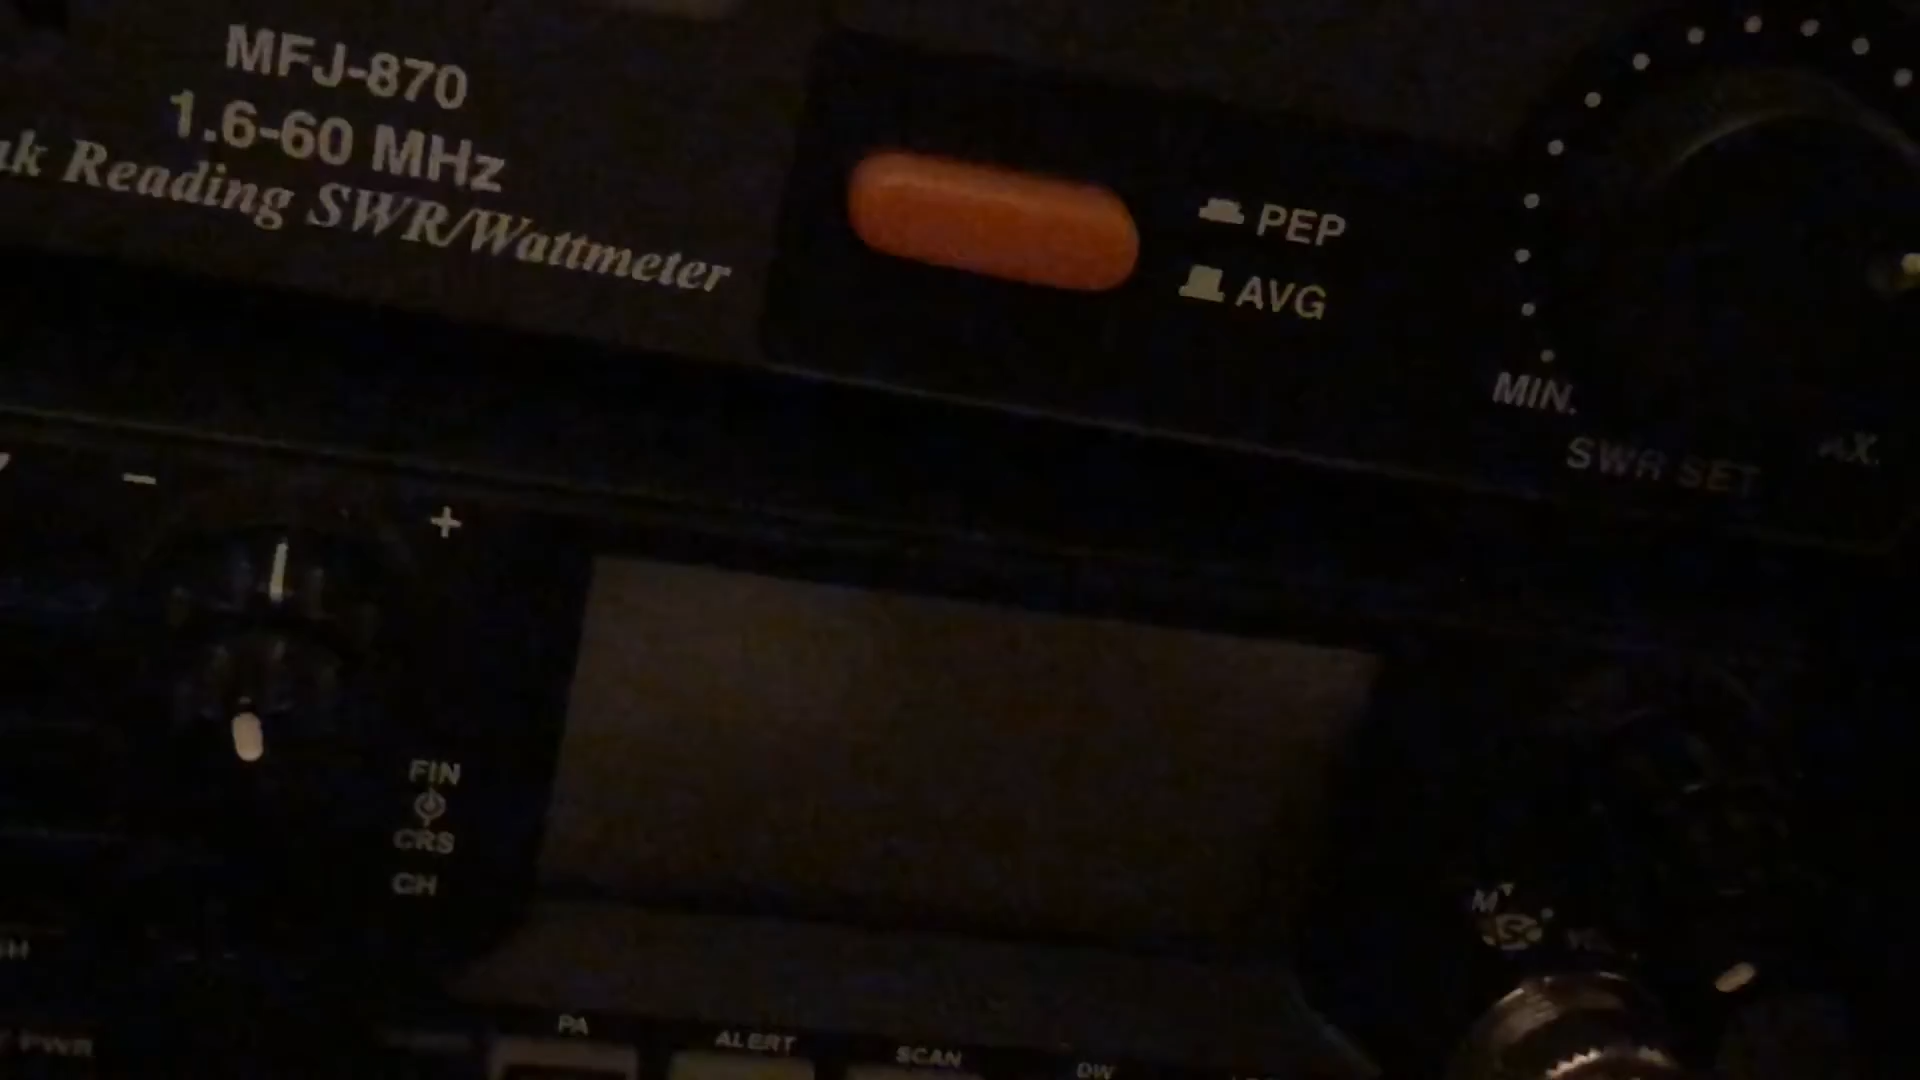 MFJ-870
1.6-60 MHz
Reading SWR/Wattmeter
PEP
AVG
MIN.
SWR SET
-
+
FIN
CRS
CH
PWR
PA
ALERT
SCAN
DW